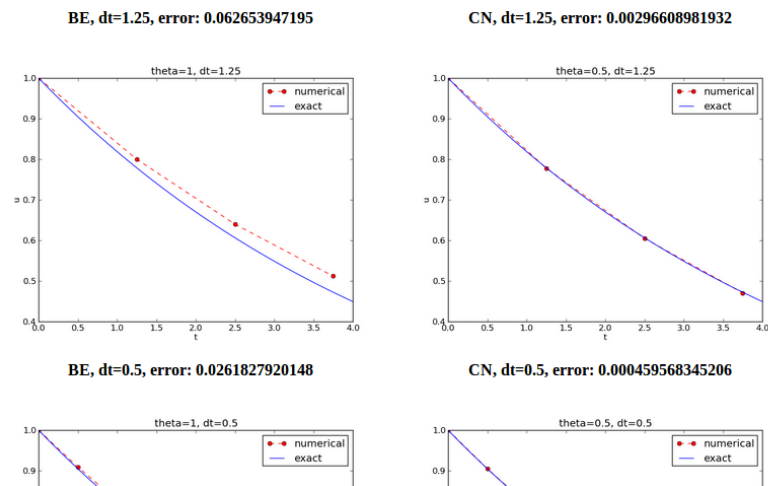 BE, dt=1.25, error: 0.062653947195
CN, dt=1.25, error: 0.00296608981932
theta=1, dt=1.25
1.0
0.9
0.8
0.7
0.6
0.5
0.4
u
numerical
exact
0.0 0.5 1.0 1.5 2.0 2.5 3.0 3.5 4.0
t
theta=0.5, dt=1.25
1.0
0.9
0.8
0.7
0.6
0.5
0.4
u
numerical
exact
0.0 0.5 1.0 1.5 2.0 2.5 3.0 3.5 4.0
t
BE, dt=0.5, error: 0.0261827920148
CN, dt=0.5, error: 0.000459568345206
theta=1, dt=0.5
1.0
0.9
numerical
exact
theta=0.5, dt=0.5
1.0
0.9
numerical
exact